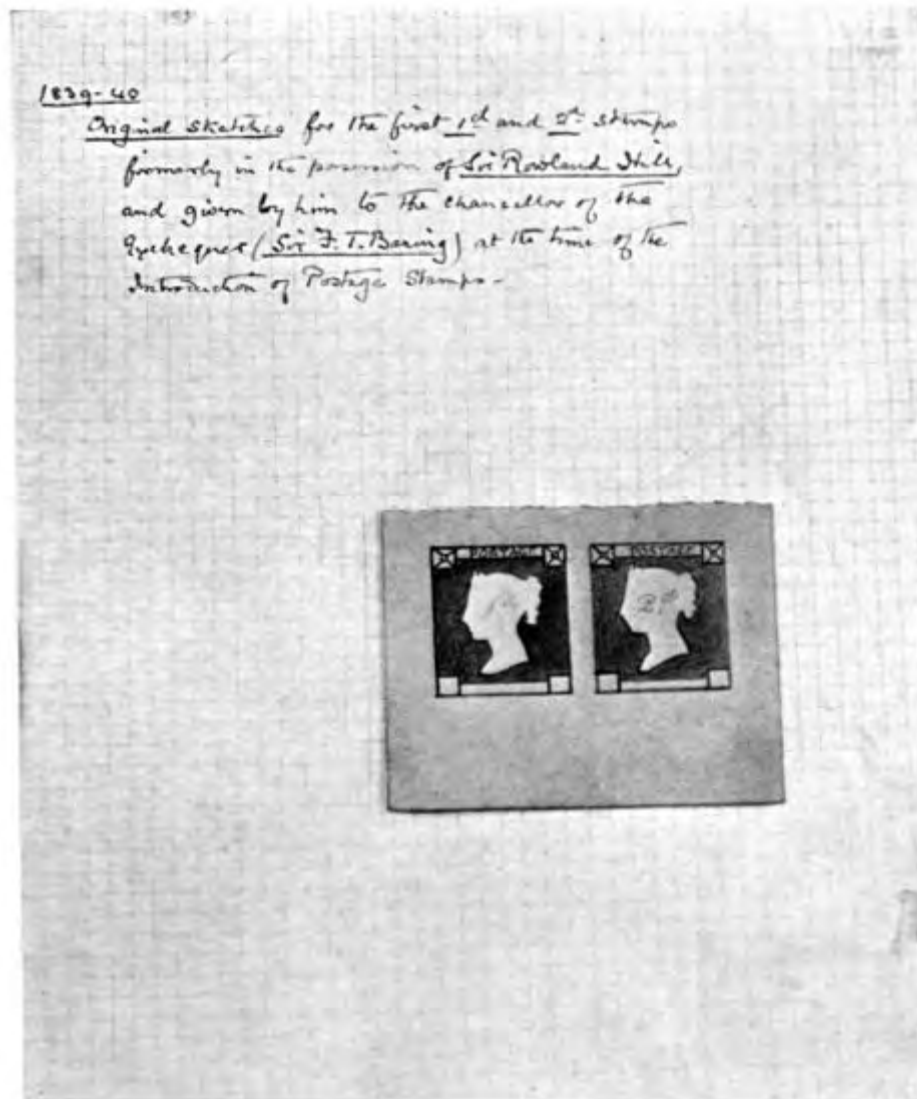 1839-40
Original Sketches for the first 1d and 2d Stamps
formerly in the possession of Sir Rowland Hill,
and given by him to the Chancellor of the
Exchequer (Sir F. T. Baring) at the time of the
Introduction of Postage Stamps-
POSTAGE POSTAGE
1d 2d